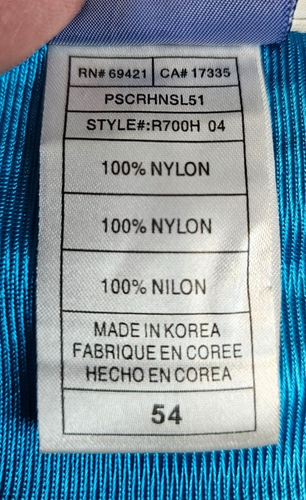 RN# 69421 CA# 17335
PSCRHNSL51
STYLE#:R700H 04
100% NYLON
100% NYLON
100% NILON
MADE IN KOREA
FABRIQUE EN COREE
HECHO EN COREA
54